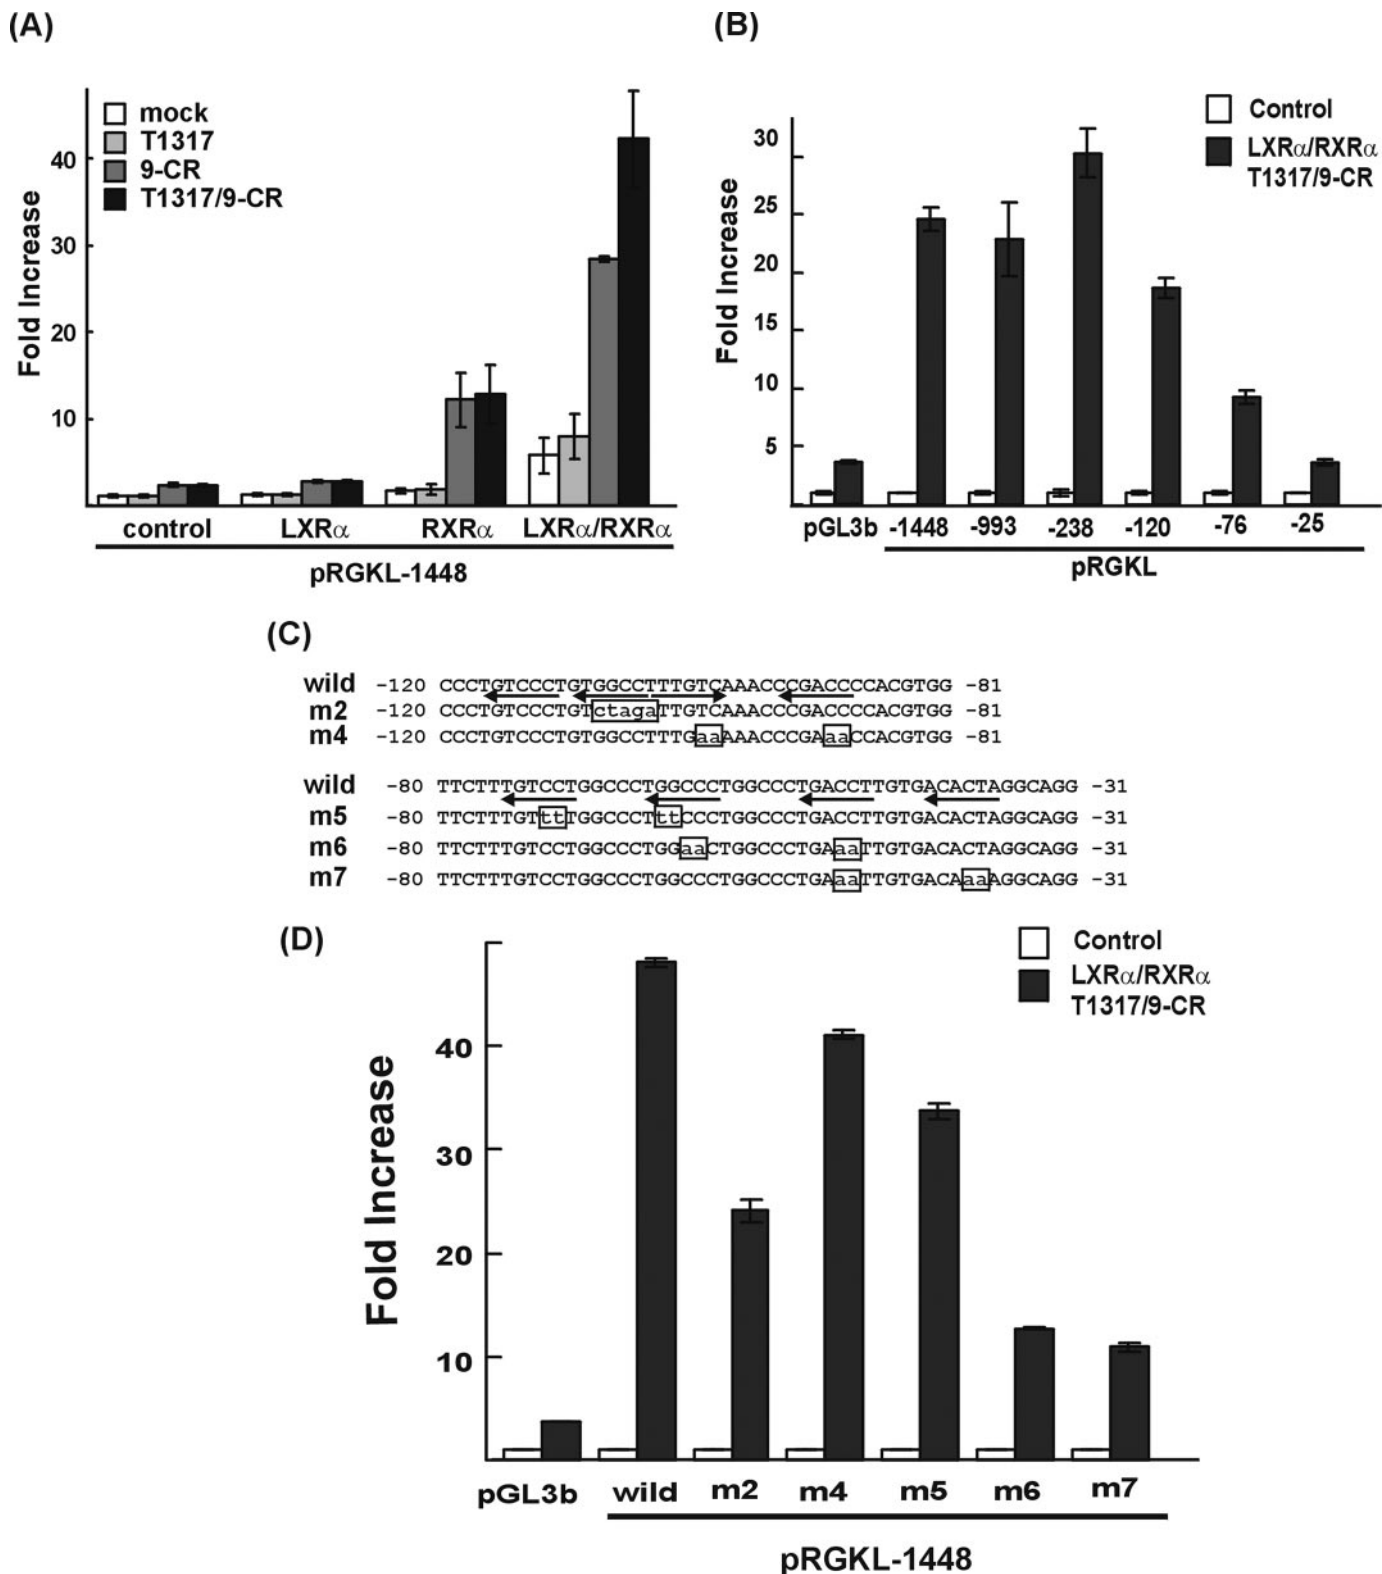 (A)
mock
T1317
9-CR
T1317/9-CR
Fold Increase
40
30
20
10
control LXRα RXRα LXRα/RXRα
pRGKL-1448
(B)
Control
LXRα/RXRα
T1317/9-CR
Fold Increase
30
25
20
15
10
5
pGL3b -1448 -993 -238 -120 -76 -25
pRGKL
(C)
wild -120 CCCTGTCCCTGTGGCCTTTGTCAAACCCGACCCCACGTGG -81
m2 -120 CCCTGTCCCTGTctagaTTGTCAAACCCGACCCCACGTGG -81
m4 -120 CCCTGTCCCTGTGGCCTTTGaaAAACCCGAaaCCACGTGG -81
wild -80 TTCTTTGTCCTGGCCCTGGCCCTGGCCCTGACCTTGTGACACTAGGCAGG -31
m5 -80 TTCTTTGTttTGGCCCTttCCCTGGCCCTGACCTTGTGACACTAGGCAGG -31
m6 -80 TTCTTTGTCCTGGCCCTGGaaCTGGCCCTGAaaTTGTGACACTAGGCAGG -31
m7 -80 TTCTTTGTCCTGGCCCTGGCCCTGGCCCTGAaaTTGTGACAaaAGGCAGG -31
(D)
Control
LXRα/RXRα
T1317/9-CR
Fold Increase
40
30
20
10
pGL3b wild m2 m4 m5 m6 m7
pRGKL-1448